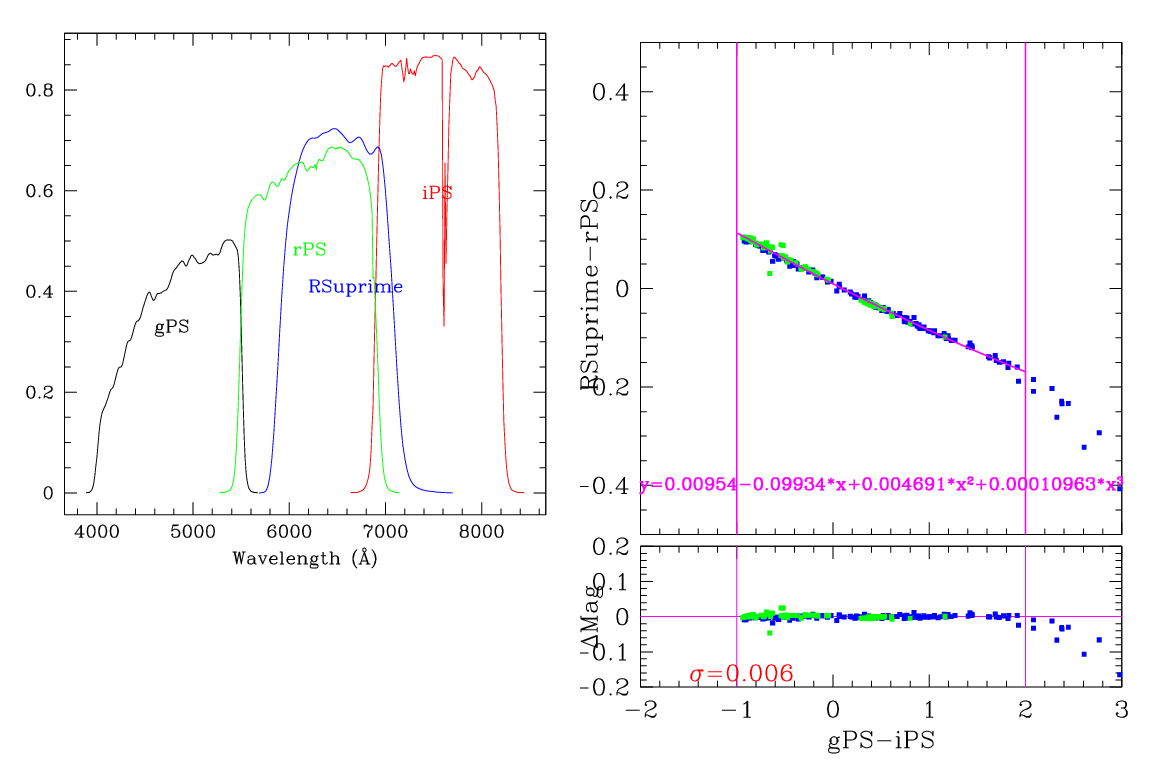 0.8
0.6
0.4
0.2
0
4000 5000 6000 7000 8000
Wavelength (Å)
gPS
rPS
RSuprime
iPS
0.4
0.2
0
-0.2
-0.4
RSuprime-rPS
y=0.00954-0.09934*x+0.004691*x²+0.00010963*x³
0.2
0.1
0
-0.1
-0.2
ΔMag
σ=0.006
-2 -1 0 1 2 3
gPS-iPS